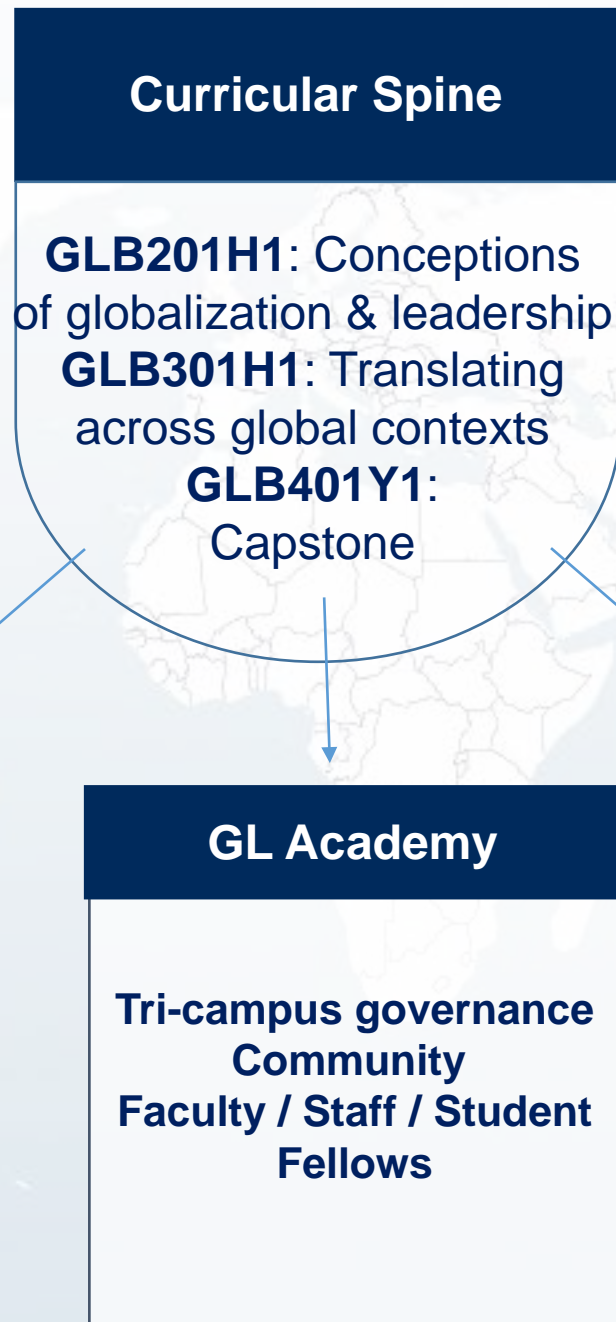 Curricular Spine
GLB201H1: Conceptions
of globalization & leadership
GLB301H1: Translating
across global contexts
GLB401Y1:
Capstone
GL Academy
Tri-campus governance
Community
Faculty / Staff / Student
Fellows